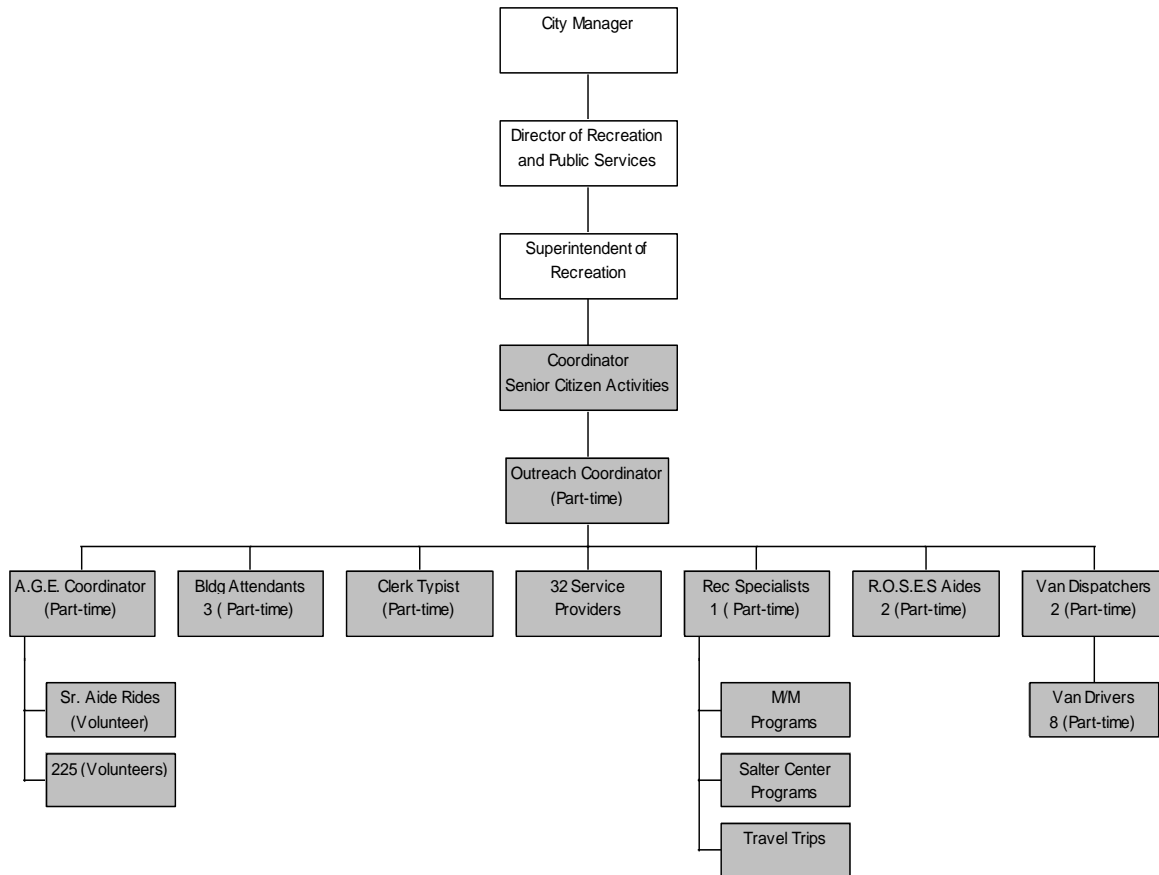 City Manager
Director of Recreation
and Public Services
Superintendent of
Recreation
Coordinator
Senior Citizen Activities
Outreach Coordinator
(Part-time)
A.G.E. Coordinator
(Part-time)
Bldg Attendants
3 ( Part-time)
Clerk Typist
(Part-time)
32 Service
Providers
Rec Specialists
1 ( Part-time)
R.O.S.E.S Aides
2 (Part-time)
Van Dispatchers
2 (Part-time)
Sr. Aide Rides
(Volunteer)
225 (Volunteers)
M/M
Programs
Salter Center
Programs
Travel Trips
Van Drivers
8 (Part-time)